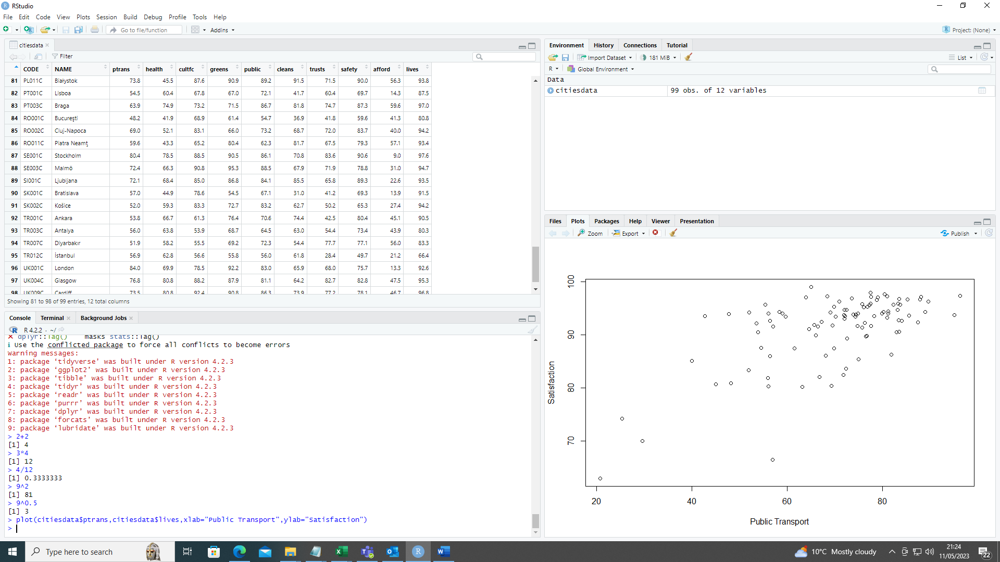 RStudio
File Edit Code View Plots Session Build Debug Profile Tools Help
Go to file/function Addins Project: (None)
citiesdata
Filter
CODE NAME ptrans health cultfc greens public cleans trusts safety afford lives
81 PL011C Białystok 73.8 45.5 87.6 90.9 89.2 91.5 71.5 90.0 56.3 93.8
82 PT001C Lisboa 54.5 60.4 67.8 67.0 72.1 41.7 60.4 69.7 14.3 87.5
83 PT003C Braga 63.9 74.9 73.2 71.5 86.7 81.8 74.7 87.3 59.6 97.0
84 RO001C Bucureşti 48.2 41.9 68.9 61.4 54.7 36.9 41.8 59.6 41.3 80.8
85 RO002C Cluj-Napoca 69.0 52.1 83.1 66.0 73.2 68.7 72.0 83.7 40.0 94.2
86 RO011C Piatra Neamţ 59.6 43.3 65.2 80.4 62.3 81.7 67.5 79.3 57.1 93.4
87 SE001C Stockholm 80.4 78.5 88.5 90.5 86.1 70.8 83.6 90.6 9.0 97.6
88 SE003C Malmö 72.4 66.3 90.8 95.3 88.5 67.9 71.9 78.8 31.0 94.7
89 SI001C Ljubljana 72.1 68.4 85.0 86.8 84.1 85.5 65.8 89.3 22.6 93.5
90 SK001C Bratislava 57.0 44.9 78.6 54.5 67.1 31.0 41.2 69.3 13.9 91.5
91 SK002C Košice 52.0 59.3 83.3 72.7 83.2 62.7 50.2 65.3 27.4 94.2
92 TR001C Ankara 53.8 66.7 61.3 76.4 70.6 74.4 42.5 80.4 45.1 90.5
93 TR003C Antalya 56.0 63.8 53.9 68.7 64.5 63.0 54.4 73.4 43.9 80.3
94 TR007C Diyarbakır 51.9 58.2 55.5 69.2 72.3 54.4 77.7 77.1 56.0 83.3
95 TR012C İstanbul 56.9 62.8 56.6 55.8 56.0 61.8 28.4 49.7 21.2 66.4
96 UK001C London 84.0 69.9 78.5 92.2 83.0 65.9 68.0 75.7 13.3 92.6
97 UK004C Glasgow 76.8 80.8 88.2 87.9 81.1 64.2 82.7 82.8 47.5 95.3
98 UK009C Cardiff 73.5 80.8 92.4 90.8 86.3 73.9 77.2 78.1 46.7 96.8
Showing 81 to 98 of 99 entries, 12 total columns
Console Terminal Background Jobs
R 4.2.2 · ~/
✖ dplyr::lag() masks stats::lag()
ℹ Use the conflicted package to force all conflicts to become errors
Warning messages:
1: package ‘tidyverse’ was built under R version 4.2.3
2: package ‘ggplot2’ was built under R version 4.2.3
3: package ‘tibble’ was built under R version 4.2.3
4: package ‘tidyr’ was built under R version 4.2.3
5: package ‘readr’ was built under R version 4.2.3
6: package ‘purrr’ was built under R version 4.2.3
7: package ‘dplyr’ was built under R version 4.2.3
8: package ‘forcats’ was built under R version 4.2.3
9: package ‘lubridate’ was built under R version 4.2.3
> 2+2
[1] 4
> 3*4
[1] 12
> 4/12
[1] 0.3333333
> 9^2
[1] 81
> 9^0.5
[1] 3
> plot(citiesdata$ptrans,citiesdata$lives,xlab="Public Transport",ylab="Satisfaction")
>
Environment History Connections Tutorial
Import Dataset 181 MiB List
R Global Environment
Data
citiesdata 99 obs. of 12 variables
Files Plots Packages Help Viewer Presentation
Zoom Export Publish
Satisfaction
100
90
80
70
20 40 60 80
Public Transport
Type here to search
10°C Mostly cloudy
21:24
11/05/2023
22